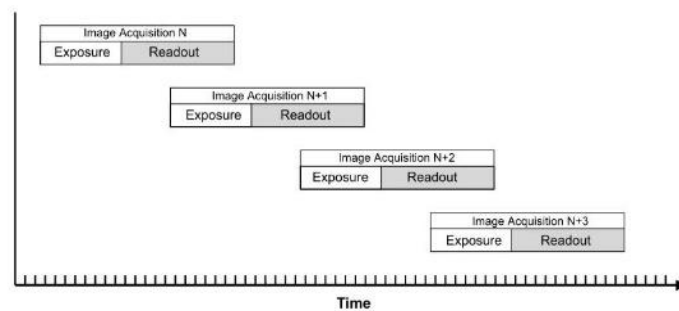 Image Acquisition N
Exposure Readout
Image Acquisition N+1
Exposure Readout
Image Acquisition N+2
Exposure Readout
Image Acquisition N+3
Exposure Readout
Time